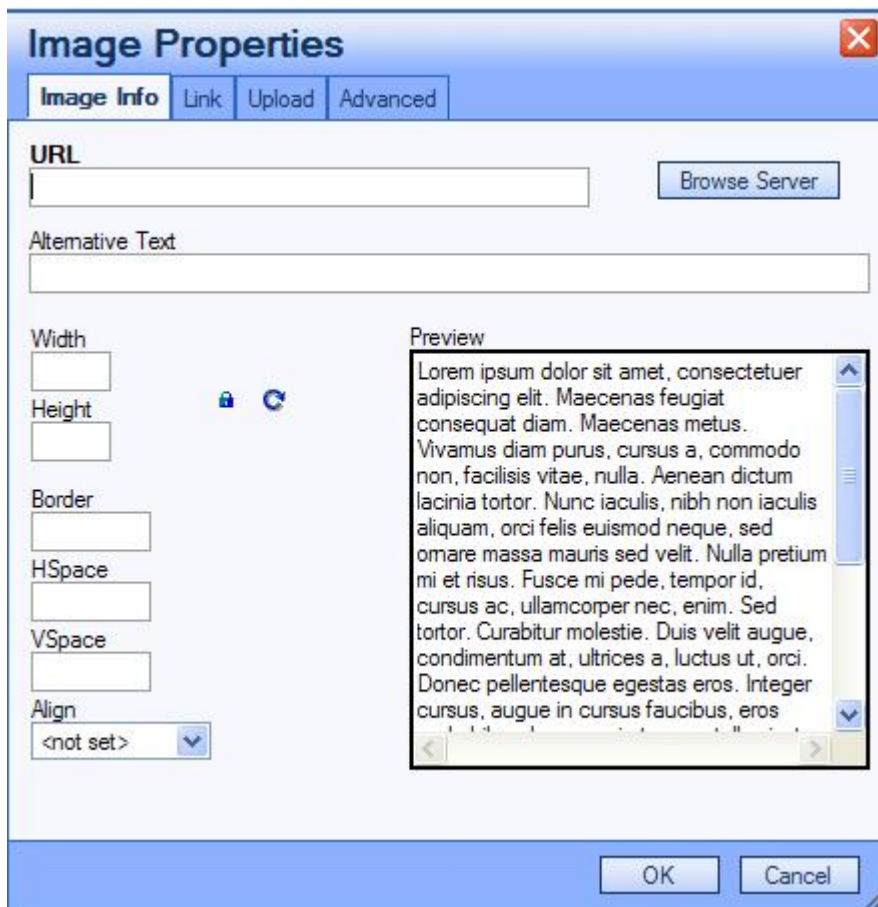 Image Properties
Image Info Link Upload Advanced
URL
Browse Server
Alternative Text
Width
Height
Border
HSpace
VSpace
Align
<not set>
Preview
Lorem ipsum dolor sit amet, consectetuer
adipiscing elit. Maecenas feugiat
consequat diam. Maecenas metus.
Vivamus diam purus, cursus a, commodo
non, facilisis vitae, nulla. Aenean dictum
lacinia tortor. Nunc iaculis, nibh non iaculis
aliquam, orci felis euismod neque, sed
ornare massa mauris sed velit. Nulla pretium
mi et risus. Fusce mi pede, tempor id,
cursus ac, ullamcorper nec, enim. Sed
tortor. Curabitur molestie. Duis velit augue,
condimentum at, ultrices a, luctus ut, orci.
Donec pellentesque egestas eros. Integer
cursus, augue in cursus faucibus, eros
OK Cancel